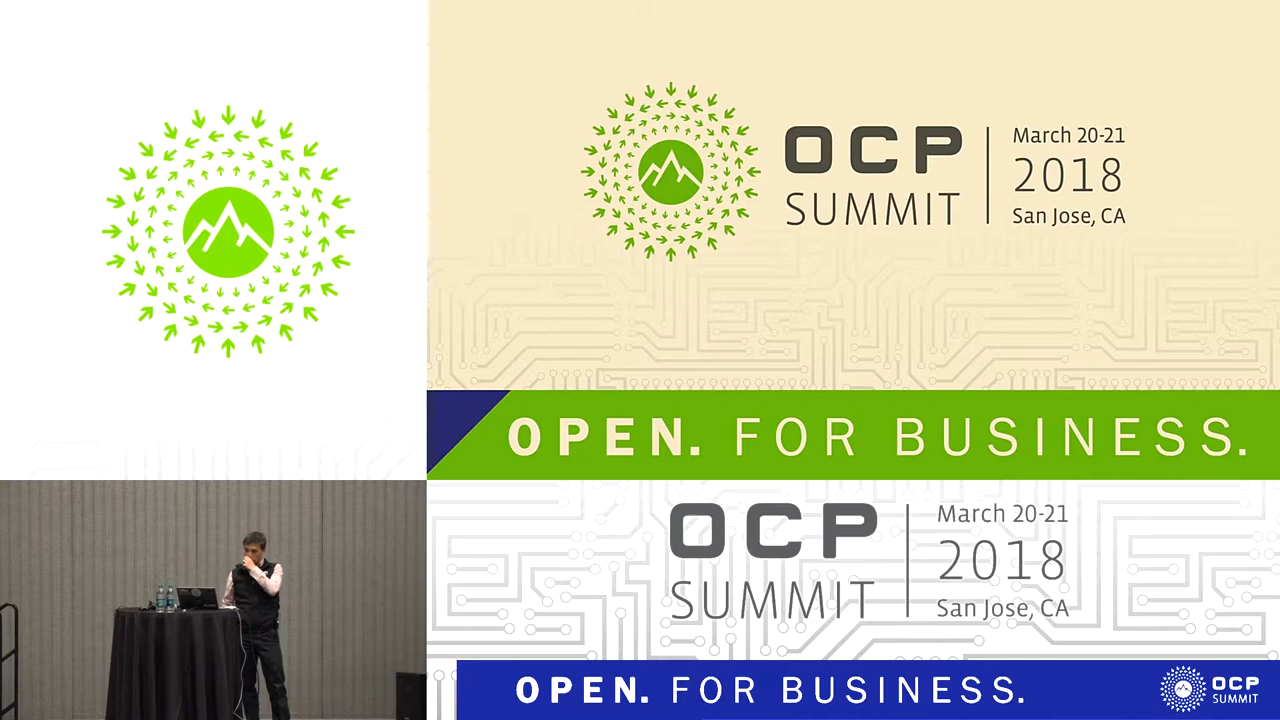 OCP
SUMMIT
March 20-21
2018
San Jose, CA
OPEN. FOR BUSINESS.
OCP
SUMMIT
March 20-21
2018
San Jose, CA
OPEN. FOR BUSINESS.
OCP
SUMMIT